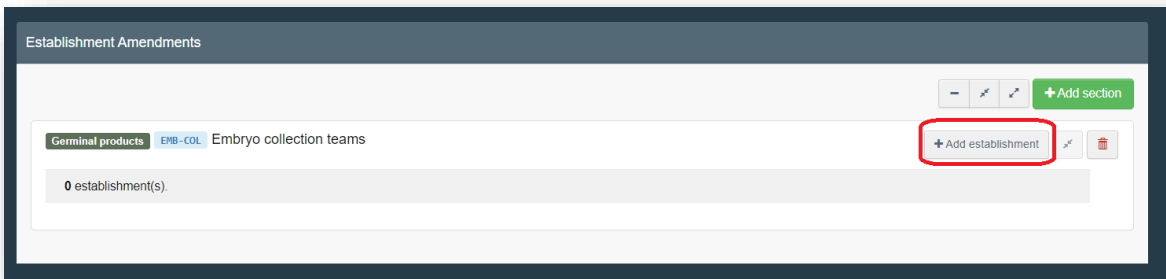 Establishment Amendments
Add section
Germinal products EMB-COL Embryo collection teams Add establishment
0 establishment(s).